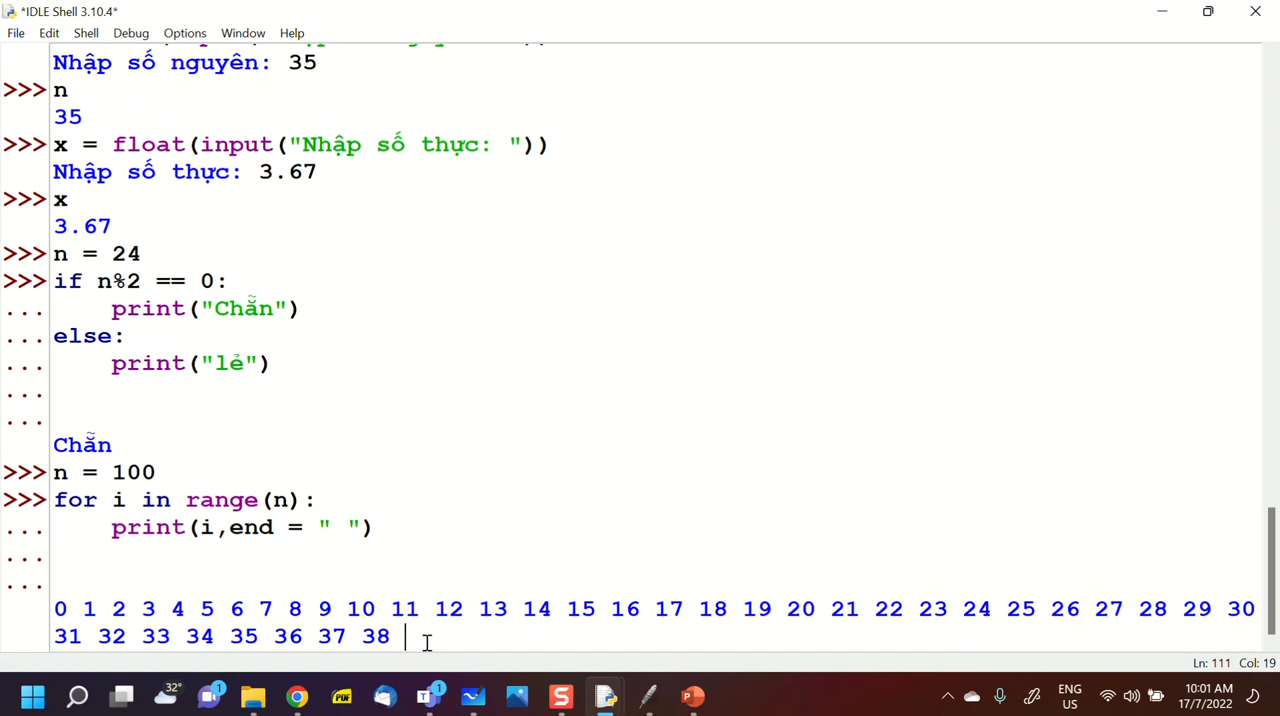 *IDLE Shell 3.10.4*
File Edit Shell Debug Options Window Help
Nhập số nguyên: 35
>>> n
35
>>> x = float(input("Nhập số thực: "))
Nhập số thực: 3.67
>>> x
3.67
>>> n = 24
>>> if n%2 == 0:
...     print("Chẵn")
... else:
...     print("lẻ")
...
...
Chẵn
>>> n = 100
>>> for i in range(n):
...     print(i,end = " ")
...
...
0 1 2 3 4 5 6 7 8 9 10 11 12 13 14 15 16 17 18 19 20 21 22 23 24 25 26 27 28 29 30
31 32 33 34 35 36 37 38
Ln: 111 Col: 19
32° 1 PDF T 1 S P ENG 10:01 AM
US 17/7/2022